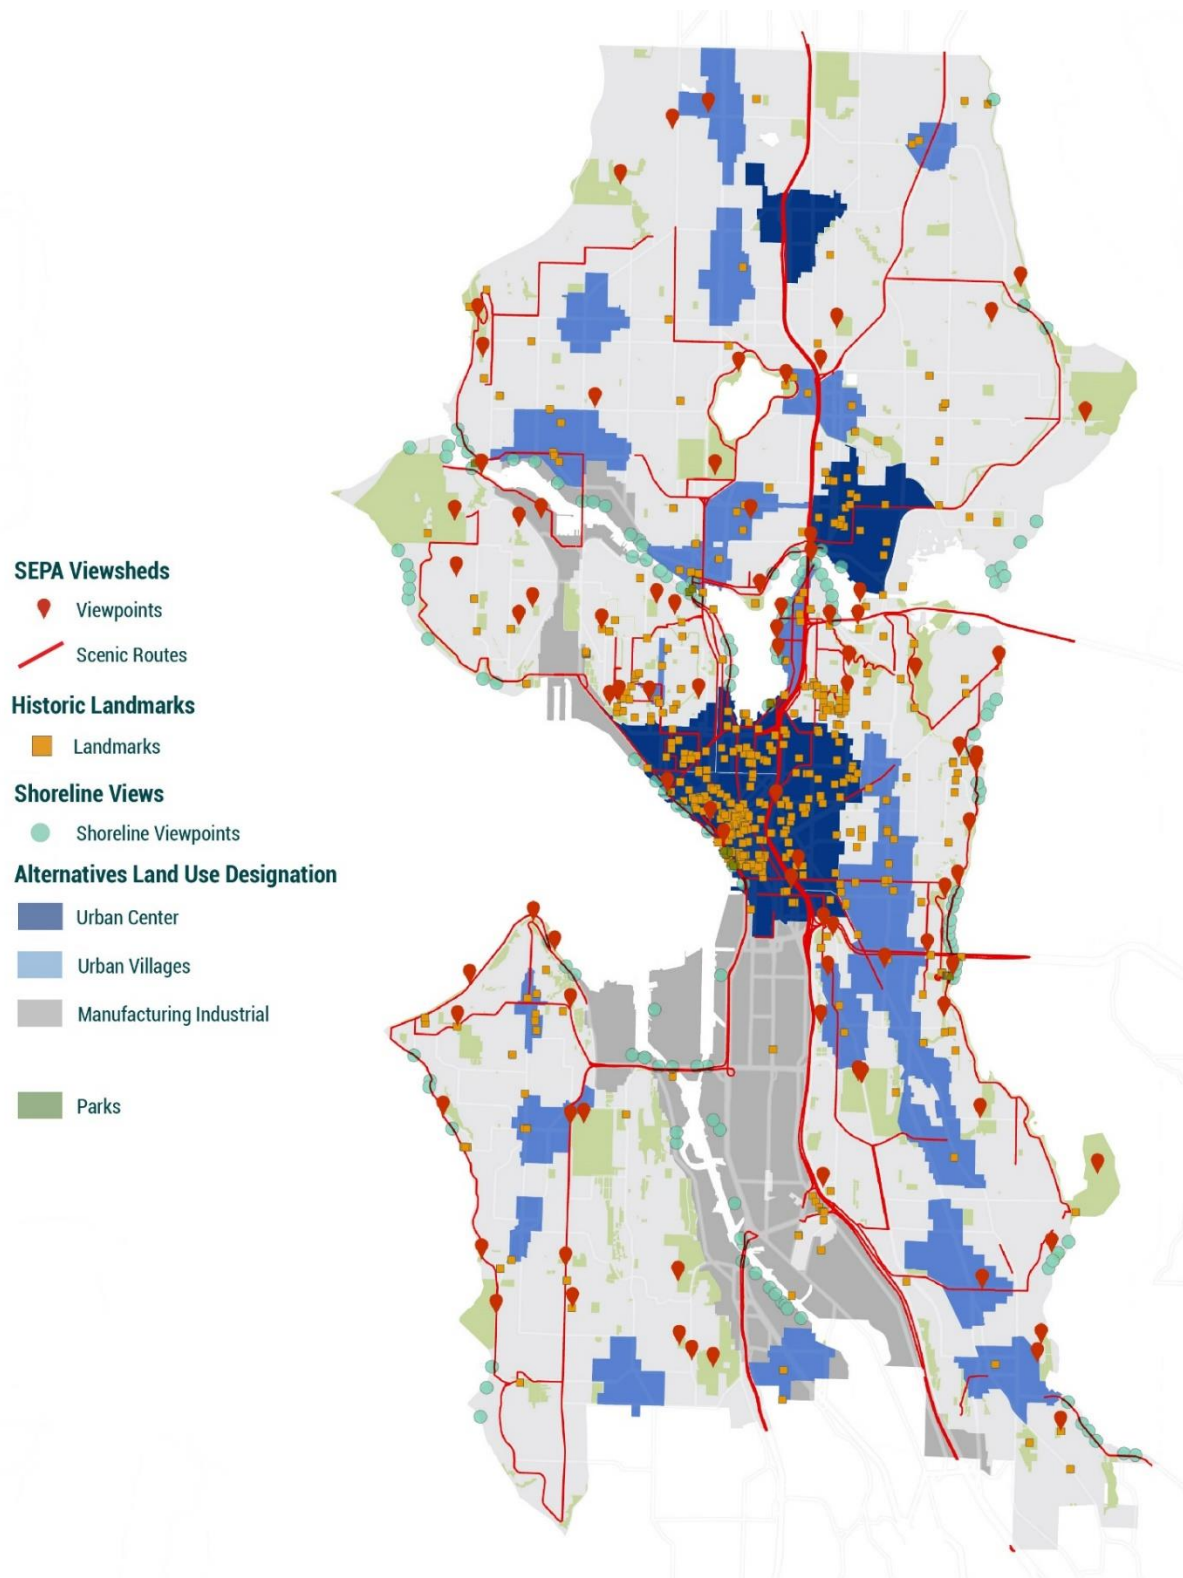 SEPA Viewsheds
Viewpoints
Scenic Routes
Historic Landmarks
Landmarks
Shoreline Views
Shoreline Viewpoints
Alternatives Land Use Designation
Urban Center
Urban Villages
Manufacturing Industrial
Parks